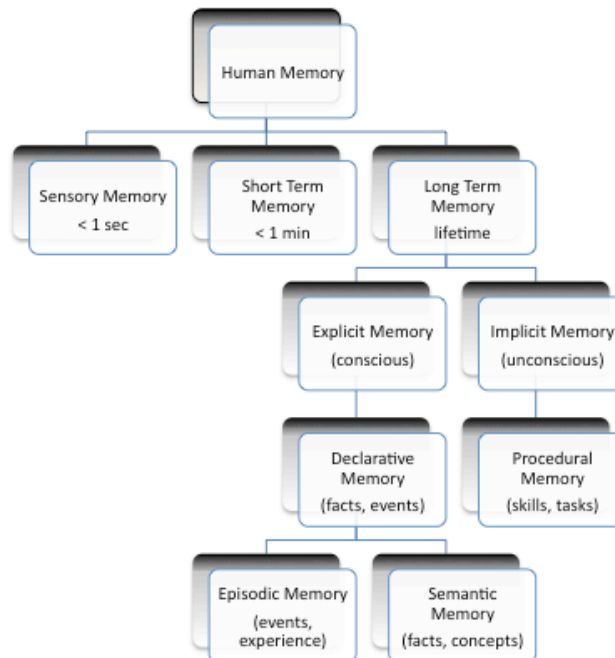 Human Memory
Sensory Memory
< 1 sec
Short Term
Memory
< 1 min
Long Term
Memory
lifetime
Explicit Memory
(conscious)
Implicit Memory
(unconscious)
Declarative
Memory
(facts, events)
Procedural
Memory
(skills, tasks)
Episodic Memory
(events,
experience)
Semantic
Memory
(facts, concepts)